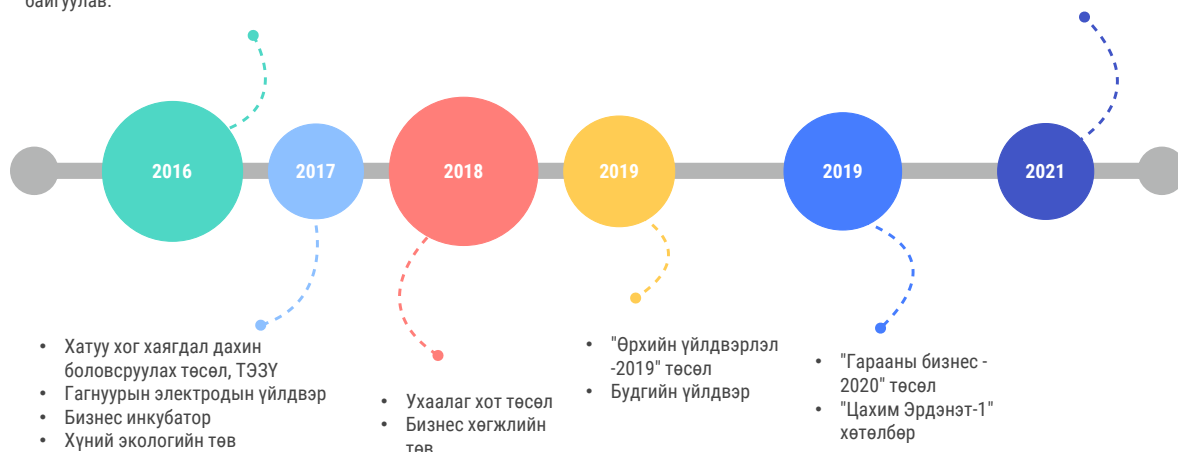 байгуулав.
2016
2017
2018
2019
2019
2021
• Хатуу хог хаягдал дахин
боловсруулах төсөл, ТЭЗҮ
• Гагнуурын электродын үйлдвэр
• Бизнес инкубатор
• Хүний экологийн төв
• Ухаалаг хот төсөл
• Бизнес хөгжлийн
төв
• "Өрхийн үйлдвэрлэл
-2019" төсөл
• Будгийн үйлдвэр
• "Гарааны бизнес -
2020" төсөл
• "Цахим Эрдэнэт-1"
хөтөлбөр